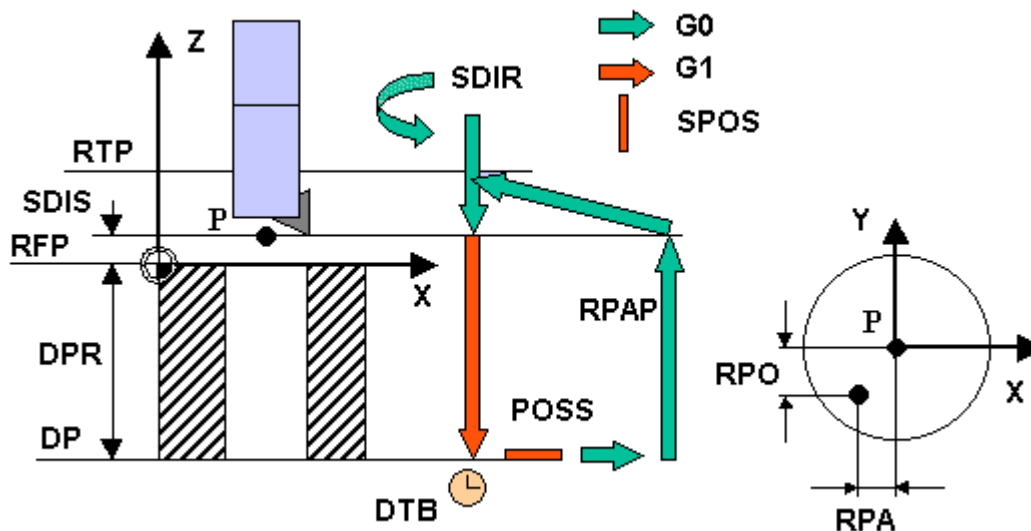 Z
G0
G1
SDIR
SPOS
RTP
SDIS
P
RFP
X
Y
RPAP
P
DPR
RPO
X
POSS
DP
DTB
RPA